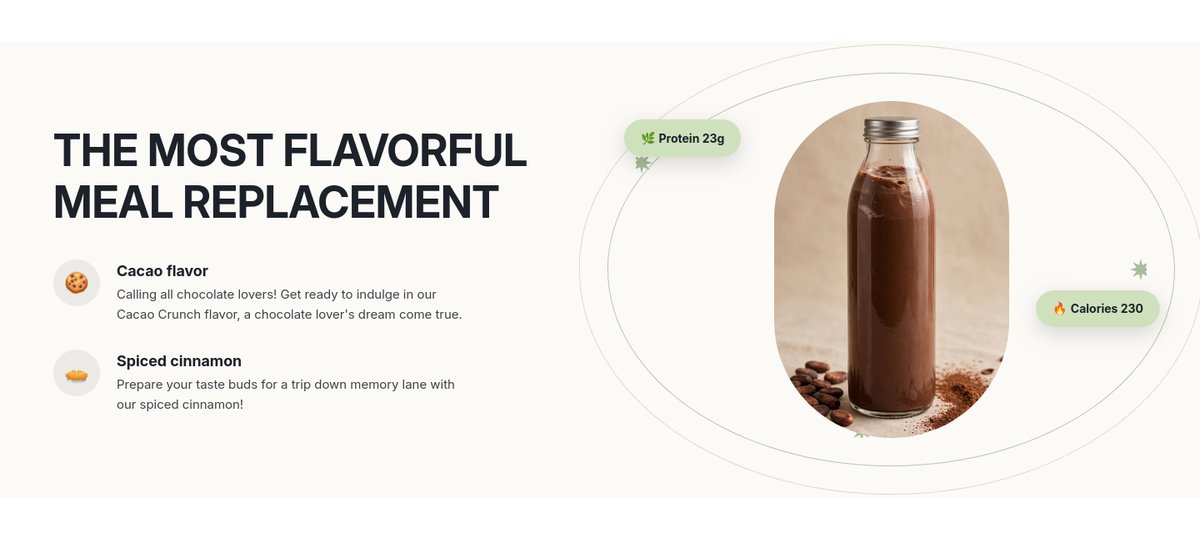 THE MOST FLAVORFUL
MEAL REPLACEMENT
Cacao flavor
Calling all chocolate lovers! Get ready to indulge in our
Cacao Crunch flavor, a chocolate lover's dream come true.
Spiced cinnamon
Prepare your taste buds for a trip down memory lane with
our spiced cinnamon!
🌿 Protein 23g
🔥 Calories 230